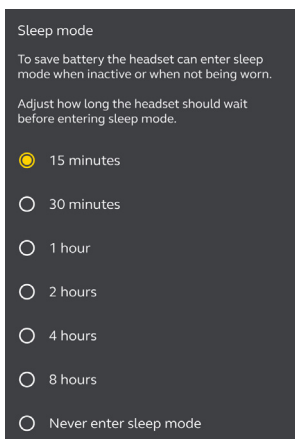 Sleep mode
To save battery the headset can enter sleep
mode when inactive or when not being worn.
Adjust how long the headset should wait
before entering sleep mode.
15 minutes
30 minutes
1 hour
2 hours
4 hours
8 hours
Never enter sleep mode